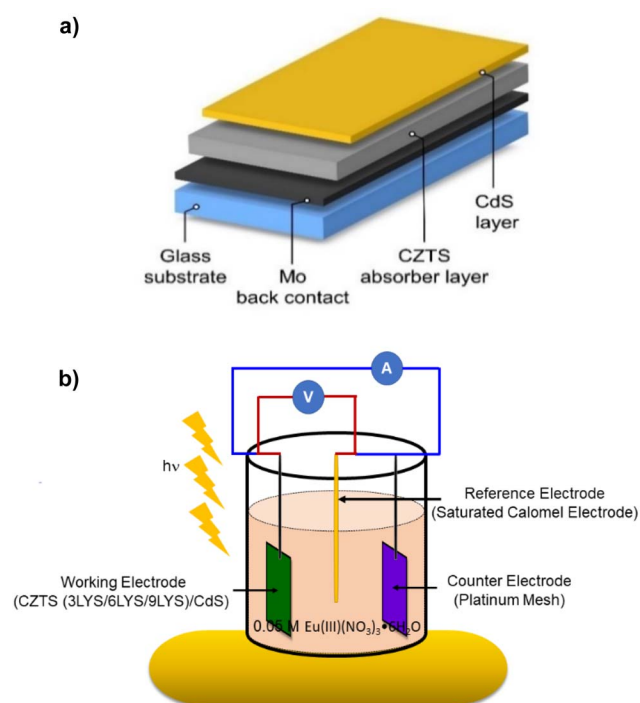 a)
CdS
layer
Glass
substrate
Mo
back contact
CZTS
absorber layer
b)
A
V
hν
Reference Electrode
(Saturated Calomel Electrode)
Working Electrode
(CZTS (3LYS/6LYS/9LYS)/CdS)
Counter Electrode
(Platinum Mesh)
0.05 M Eu(III)(NO₃)₃•6H₂O